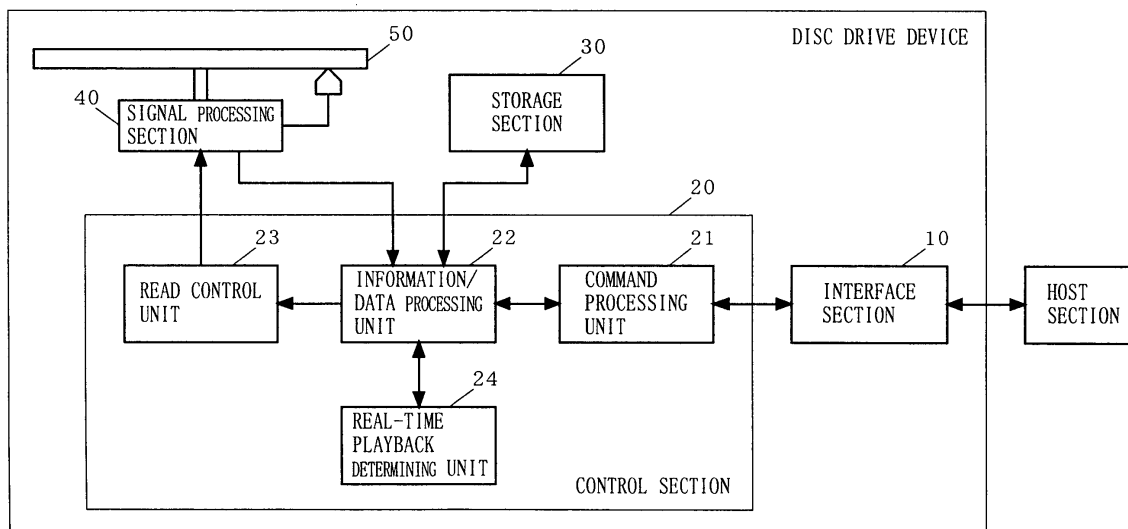 DISC DRIVE DEVICE
50
30
40
SIGNAL PROCESSING
SECTION
STORAGE
SECTION
20
23
22
21
10
READ CONTROL
UNIT
INFORMATION/
DATA PROCESSING
UNIT
COMMAND
PROCESSING
UNIT
INTERFACE
SECTION
HOST
SECTION
24
REAL-TIME
PLAYBACK
DETERMINING UNIT
CONTROL SECTION